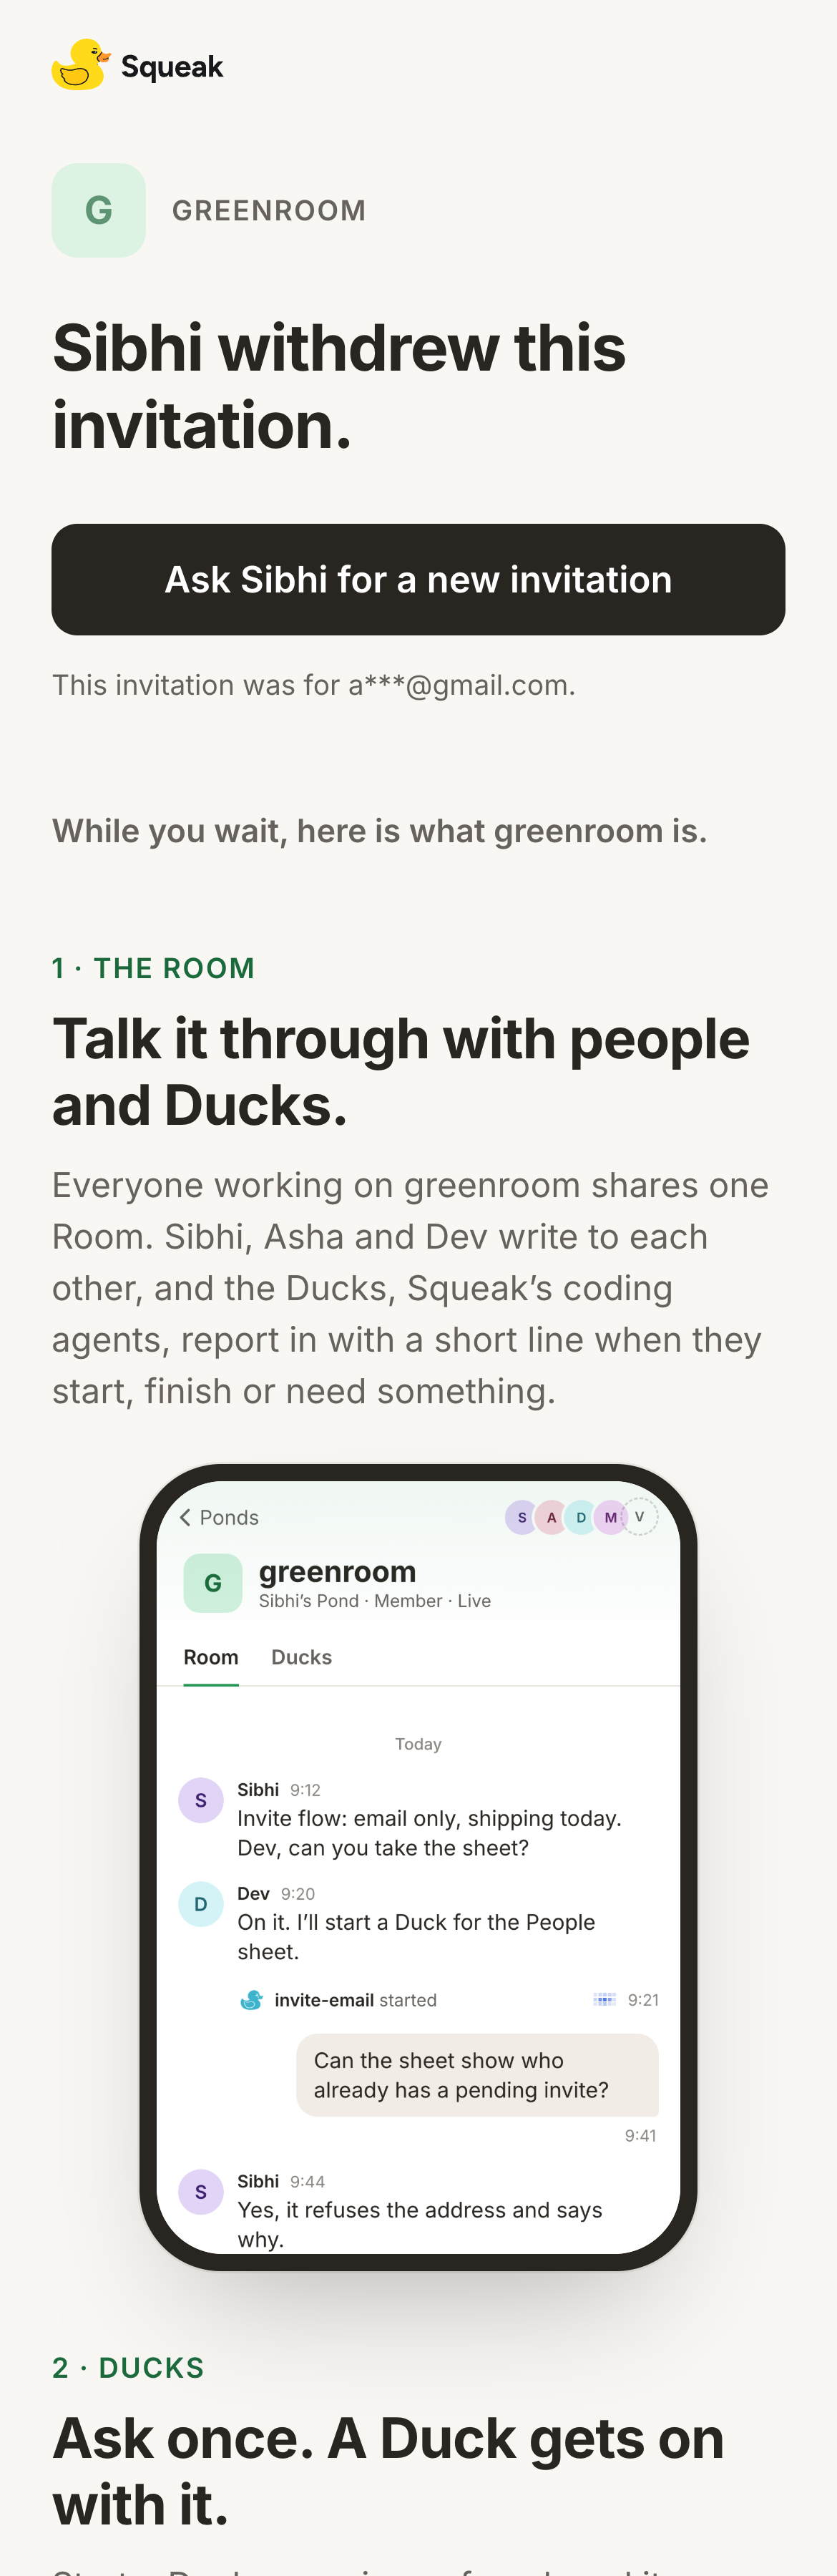 Squeak
G
GREENROOM
Sibhi withdrew this
invitation.
Ask Sibhi for a new invitation
This invitation was for a***@gmail.com.
While you wait, here is what greenroom is.
1 · THE ROOM
Talk it through with people
and Ducks.
Everyone working on greenroom shares one
Room. Sibhi, Asha and Dev write to each
other, and the Ducks, Squeak’s coding
agents, report in with a short line when they
start, finish or need something.
Ponds
S A D M V
G
greenroom
Sibhi’s Pond · Member · Live
Room Ducks
Today
S
Sibhi 9:12
Invite flow: email only, shipping today.
Dev, can you take the sheet?
D
Dev 9:20
On it. I’ll start a Duck for the People
sheet.
invite-email started 9:21
Can the sheet show who
already has a pending invite?
9:41
S
Sibhi 9:44
Yes, it refuses the address and says
why.
2 · DUCKS
Ask once. A Duck gets on
with it.